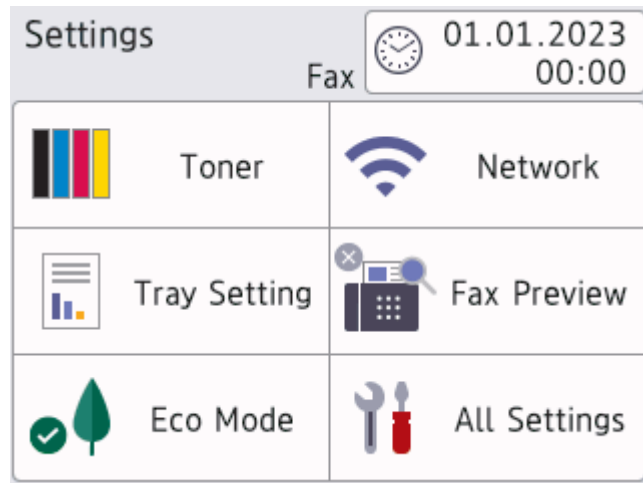 Settings
Fax
01.01.2023
00:00
Toner
Network
Tray Setting
Fax Preview
Eco Mode
All Settings